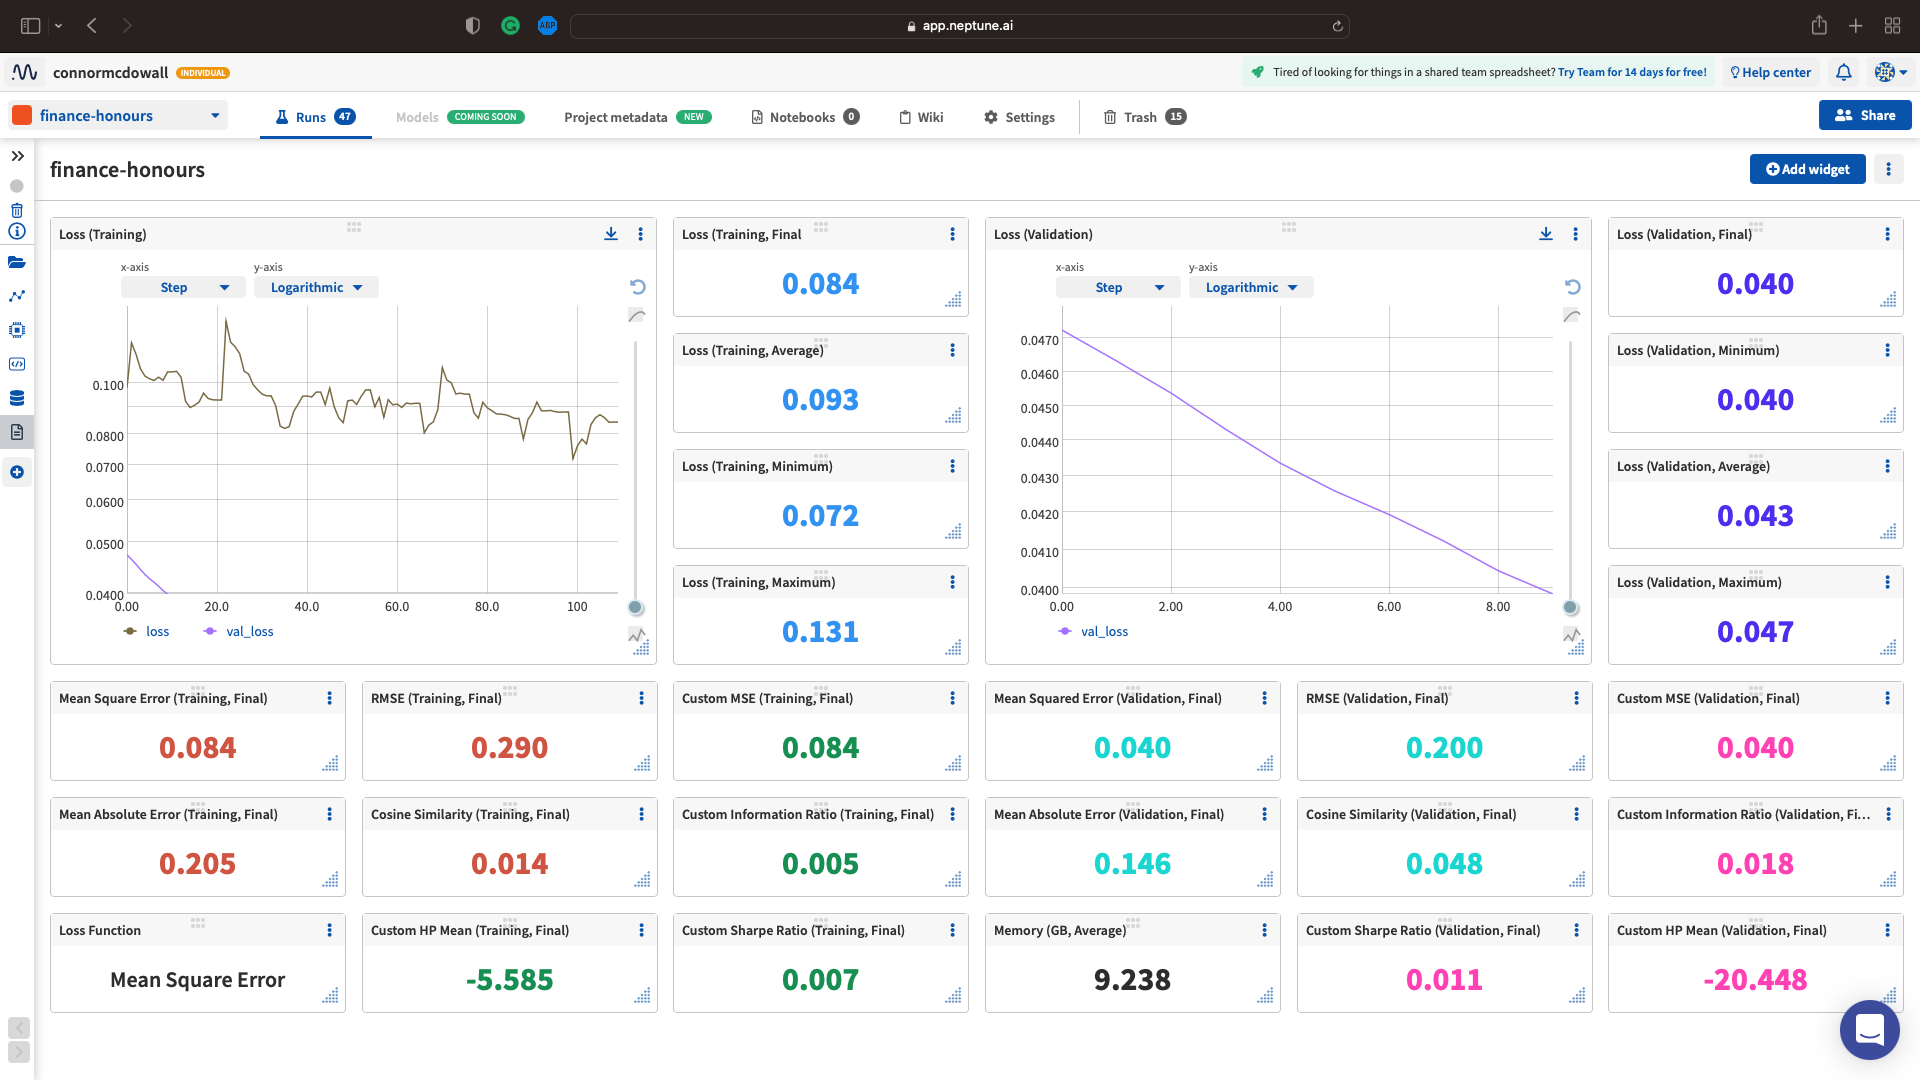 app.neptune.ai
connormcdowall INDIVIDUAL
Tired of looking for things in a shared team spreadsheet? Try Team for 14 days for free!
Help center
finance-honours
Runs 47
Models COMING SOON
Project metadata NEW
Notebooks 0
Wiki
Settings
Trash 15
Share
finance-honours
Add widget
Loss (Training)
x-axis
y-axis
Step
Logarithmic
0.100
0.0800
0.0700
0.0600
0.0500
0.0400
0.00 20.0 40.0 60.0 80.0 100
loss val_loss
Loss (Training, Final
0.084
Loss (Training, Average)
0.093
Loss (Training, Minimum)
0.072
Loss (Training, Maximum)
0.131
Loss (Validation)
x-axis
y-axis
Step
Logarithmic
0.0470
0.0460
0.0450
0.0440
0.0430
0.0420
0.0410
0.0400
0.00 2.00 4.00 6.00 8.00
val_loss
Loss (Validation, Final)
0.040
Loss (Validation, Minimum)
0.040
Loss (Validation, Average)
0.043
Loss (Validation, Maximum)
0.047
Mean Square Error (Training, Final)
0.084
RMSE (Training, Final)
0.290
Custom MSE (Training, Final)
0.084
Mean Squared Error (Validation, Final)
0.040
RMSE (Validation, Final)
0.200
Custom MSE (Validation, Final)
0.040
Mean Absolute Error (Training, Final)
0.205
Cosine Similarity (Training, Final)
0.014
Custom Information Ratio (Training, Final)
0.005
Mean Absolute Error (Validation, Final)
0.146
Cosine Similarity (Validation, Final)
0.048
Custom Information Ratio (Validation, Fi...
0.018
Loss Function
Mean Square Error
Custom HP Mean (Training, Final)
-5.585
Custom Sharpe Ratio (Training, Final)
0.007
Memory (GB, Average)
9.238
Custom Sharpe Ratio (Validation, Final)
0.011
Custom HP Mean (Validation, Final)
-20.448